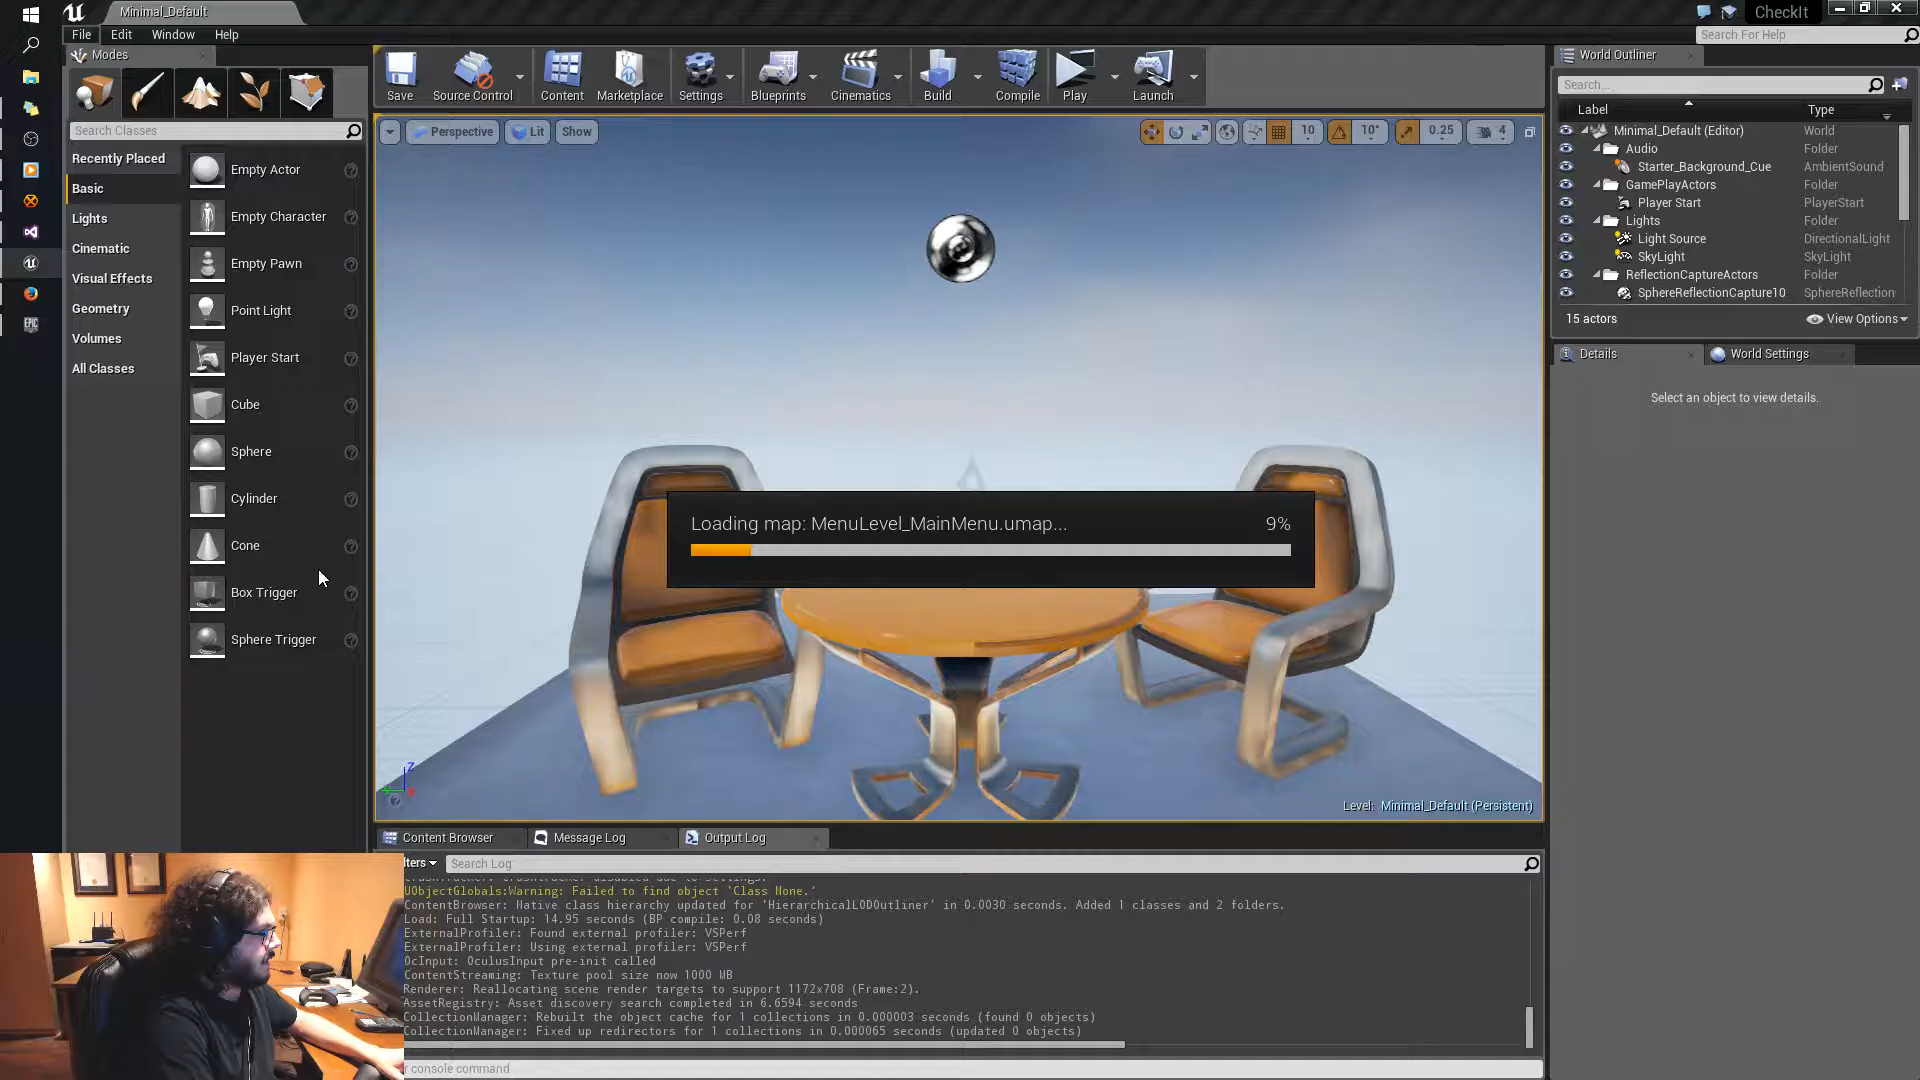 Minimal_Default
CheckIt
File Edit Window Help
Search For Help
Modes
Save
Source Control
Content
Marketplace
Settings
Blueprints
Cinematics
Build
Compile
Play
Launch
World Outliner
Search...
Label Type
Search Classes
Recently Placed
Basic
Lights
Cinematic
Visual Effects
Geometry
Volumes
All Classes
Empty Actor
Empty Character
Empty Pawn
Point Light
Player Start
Cube
Sphere
Cylinder
Cone
Box Trigger
Sphere Trigger
Perspective Lit Show
10 10° 0.25 4
Minimal_Default (Editor) World
Audio Folder
Starter_Background_Cue AmbientSound
GamePlayActors Folder
Player Start PlayerStart
Lights Folder
Light Source DirectionalLight
SkyLight SkyLight
ReflectionCaptureActors Folder
SphereReflectionCapture10 SphereReflection
15 actors View Options
Details World Settings
Select an object to view details.
Loading map: MenuLevel_MainMenu.umap... 9%
Z
Level: Minimal_Default (Persistent)
Content Browser Message Log Output Log
lters Search Log
UObjectGlobals:Warning: Failed to find object 'Class None.'
ContentBrowser: Native class hierarchy updated for 'HierarchicalLODOutliner' in 0.0030 seconds. Added 1 classes and 2 folders.
Load: Full Startup: 14.95 seconds (BP compile: 0.08 seconds)
ExternalProfiler: Found external profiler: VSPerf
ExternalProfiler: Using external profiler: VSPerf
OcInput: OculusInput pre-init called
ContentStreaming: Texture pool size now 1000 MB
Renderer: Reallocating scene render targets to support 1172x708 (Frame:2).
AssetRegistry: Asset discovery search completed in 6.6594 seconds
CollectionManager: Rebuilt the object cache for 1 collections in 0.000003 seconds (found 0 objects)
CollectionManager: Fixed up redirectors for 1 collections in 0.000065 seconds (updated 0 objects)
r console command
EPIC